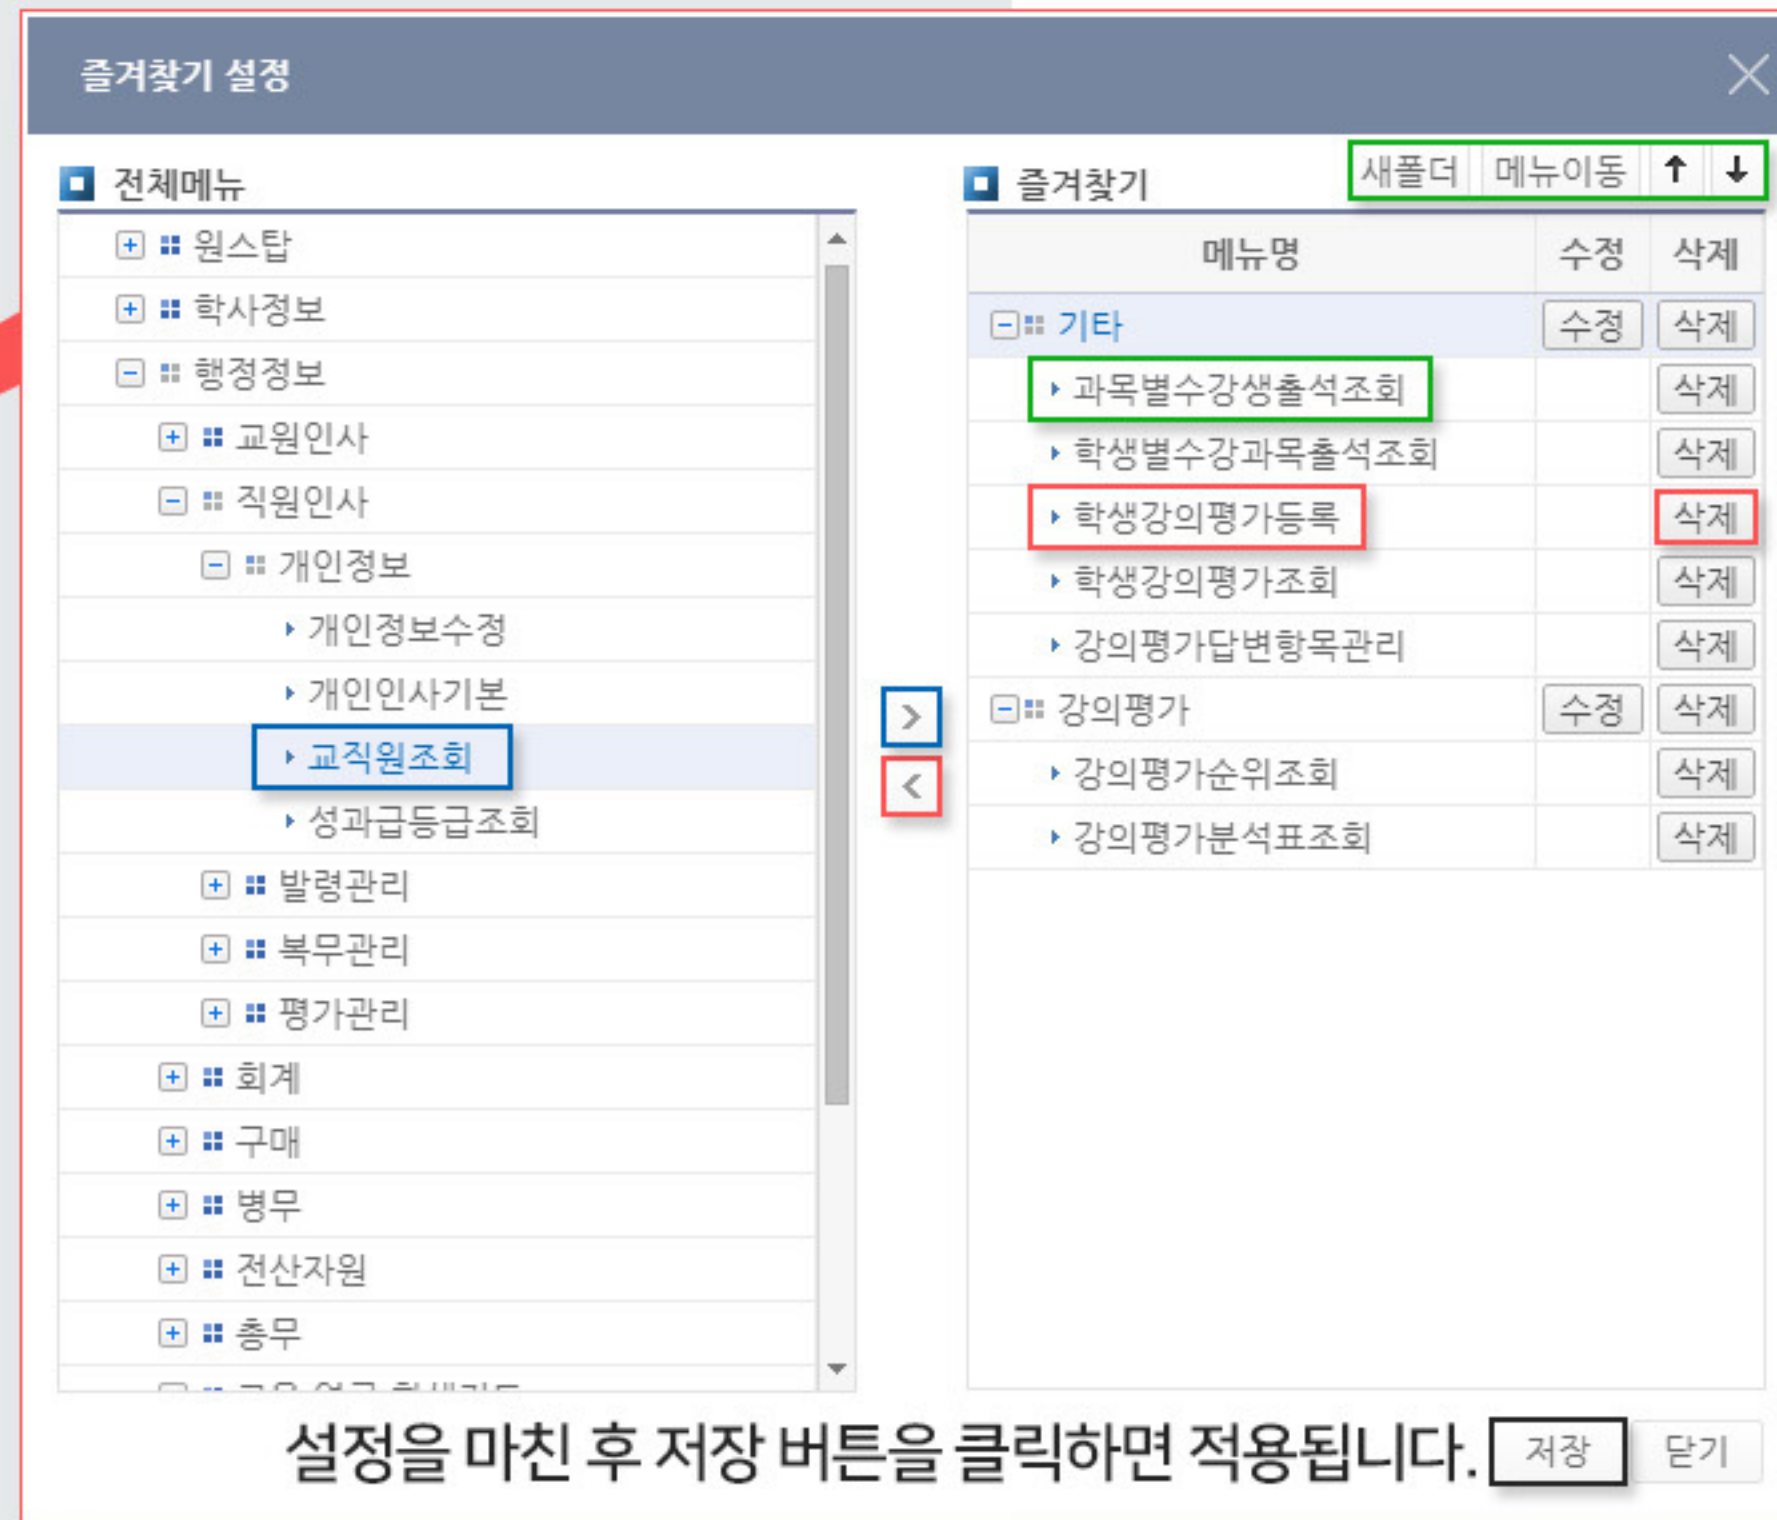 즐겨찾기 설정
전체메뉴
원스탑
학사정보
행정정보
교원인사
직원인사
개인정보
개인정보수정
개인인사기본
교직원조회
성과급등급조회
발령관리
복무관리
평가관리
회계
구매
병무
전산자원
총무
즐겨찾기 새폴더 메뉴이동 ↑ ↓
메뉴명 수정 삭제
기타 수정 삭제
과목별수강생출석조회 삭제
학생별수강과목출석조회 삭제
학생강의평가등록 삭제
학생강의평가조회 삭제
강의평가답변항목관리 삭제
강의평가 수정 삭제
강의평가순위조회 삭제
강의평가분석표조회 삭제
설정을 마친 후 저장 버튼을 클릭하면 적용됩니다. 저장 닫기